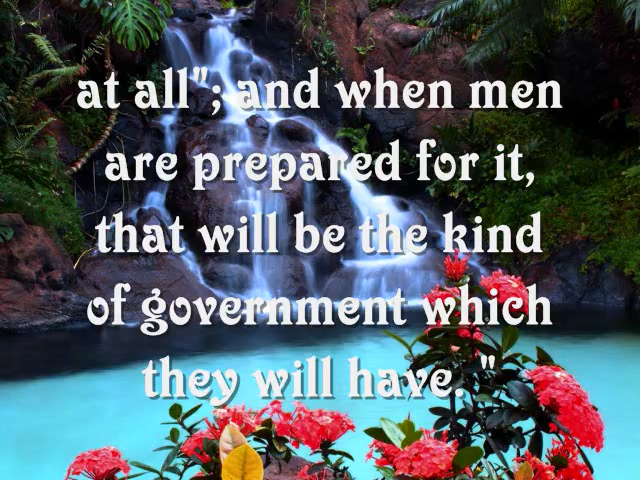 at all"; and when men
are prepared for it,
that will be the kind
of government which
they will have. "